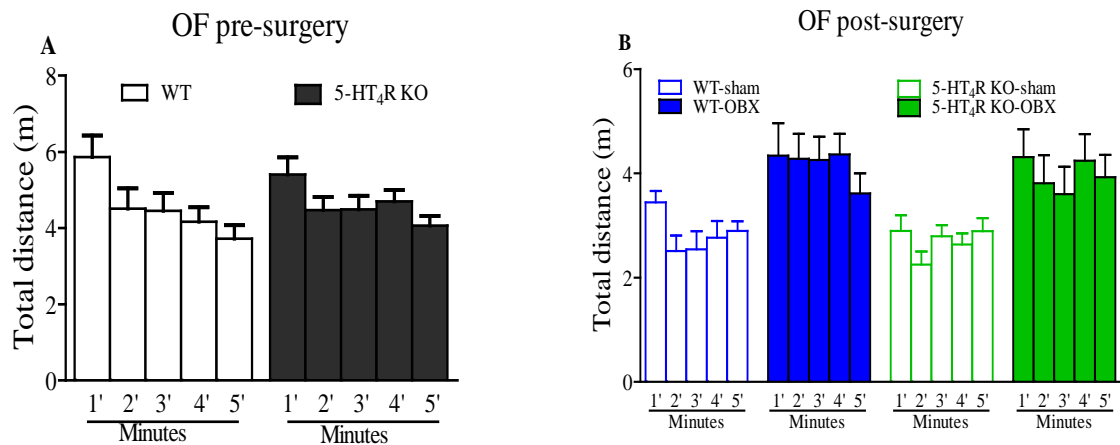 OF pre-surgery
A
WT
5-HT₄R KO
Total distance (m)
8
6
4
2
0
1' 2' 3' 4' 5' 1' 2' 3' 4' 5'
Minutes Minutes
OF post-surgery
B
WT-sham
WT-OBX
5-HT₄R KO-sham
5-HT₄R KO-OBX
Total distance (m)
6
4
2
0
1' 2' 3' 4' 5' 1' 2' 3' 4' 5' 1' 2' 3' 4' 5' 1' 2' 3' 4' 5'
Minutes Minutes Minutes Minutes